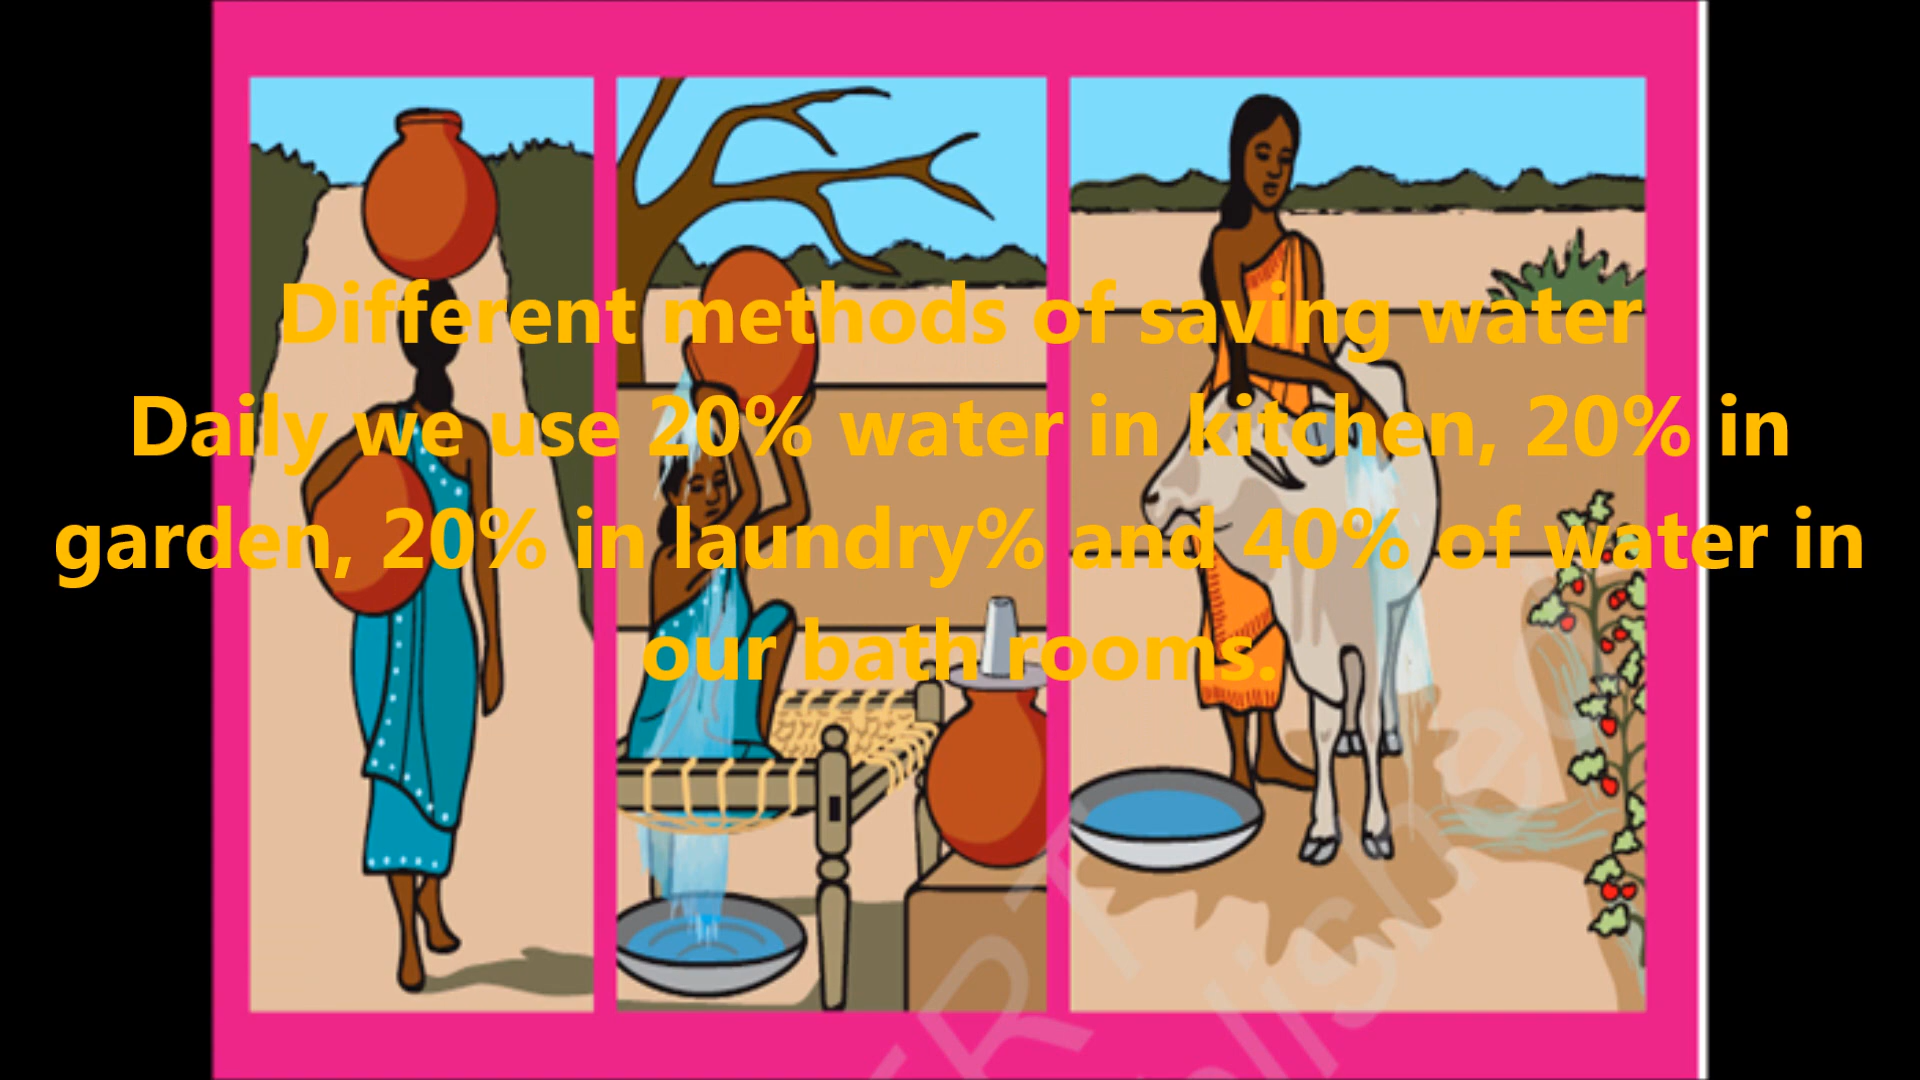 Different methods of saving water
Daily we use 20% water in kitchen, 20% in
garden, 20% in laundry% and 40% of water in
our bath rooms.